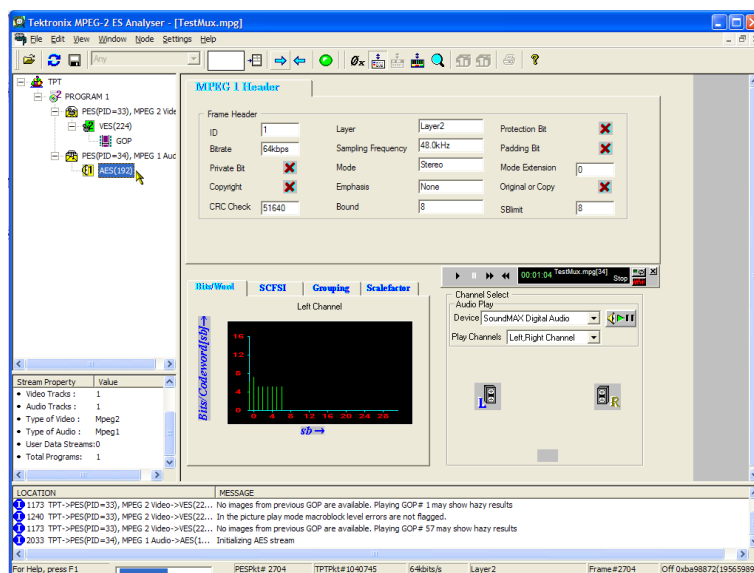 Tektronix MPEG-2 ES Analyser - [TestMux.mpg]
File Edit View Window Node Settings Help
Any
TPT
PROGRAM 1
PES(PID=33), MPEG 2 Vide
VES(224)
GOP
PES(PID=34), MPEG 1 Aud
AES(192)
MPEG 1 Header
Frame Header
ID 1 Layer Layer2 Protection Bit
Bitrate 64kbps Sampling Frequency 48.0kHz Padding Bit
Private Bit Mode Stereo Mode Extension 0
Copyright Emphasis None Original or Copy
CRC Check 51640 Bound 8 SBlimit 8
00:01:04 TestMux.mpg[34] Stop
Bits/Word SCFSI Grouping Scalefactor
Left Channel
Bits/Codeword[sb]→
16
12
8
4
0
0 4 8 12 16 20 24 28
sb→
Channel Select
Audio Play
Device SoundMAX Digital Audio
Play Channels Left,Right Channel
L R
Stream Property Value
Video Tracks : 1
Audio Tracks : 1
Type of Video : Mpeg2
Type of Audio : Mpeg1
User Data Streams: 0
Total Programs: 1
LOCATION MESSAGE
1173 TPT->PES(PID=33), MPEG 2 Video->VES(22... No images from previous GOP are available. Playing GOP# 1 may show hazy results
1240 TPT->PES(PID=33), MPEG 2 Video->VES(22... In the picture play mode macroblock level errors are not flagged.
1173 TPT->PES(PID=33), MPEG 2 Video->VES(22... No images from previous GOP are available. Playing GOP# 57 may show hazy results
2033 TPT->PES(PID=34), MPEG 1 Audio->AES(1... Initializing AES stream
For Help, press F1 PESPkt# 2704 TPTPkt#1040745 64kbits/s Layer2 Frame#2704 Off 0xba98872(19565989